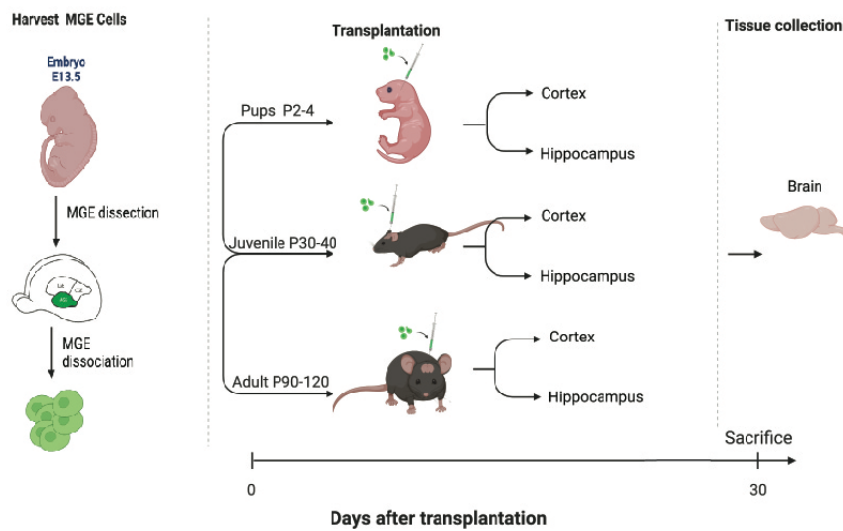 Harvest MGE Cells
Embryo
E13.5
MGE dissection
MGE
dissociation
Transplantation
Pups P2-4
Cortex
Hippocampus
Juvenile P30-40
Cortex
Hippocampus
Adult P90-120
Cortex
Hippocampus
Tissue collection
Brain
Sacrifice
0
30
Days after transplantation